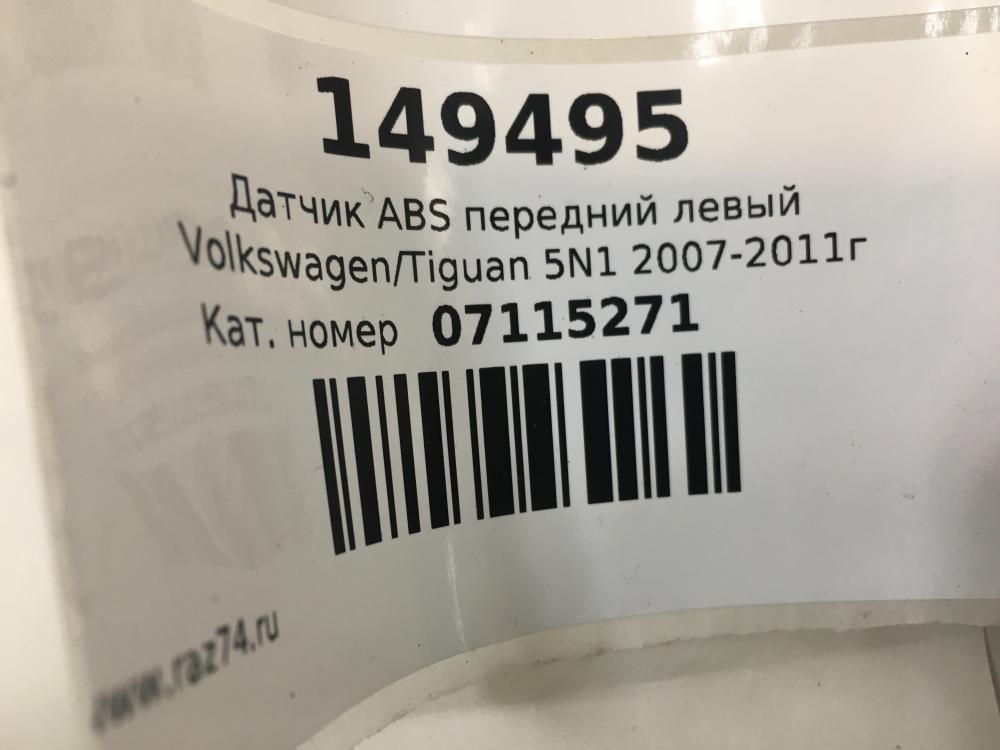 149495
Датчик ABS передний левый
Volkswagen/Tiguan 5N1 2007-2011г
Кат. номер 07115271
www.raz74.ru